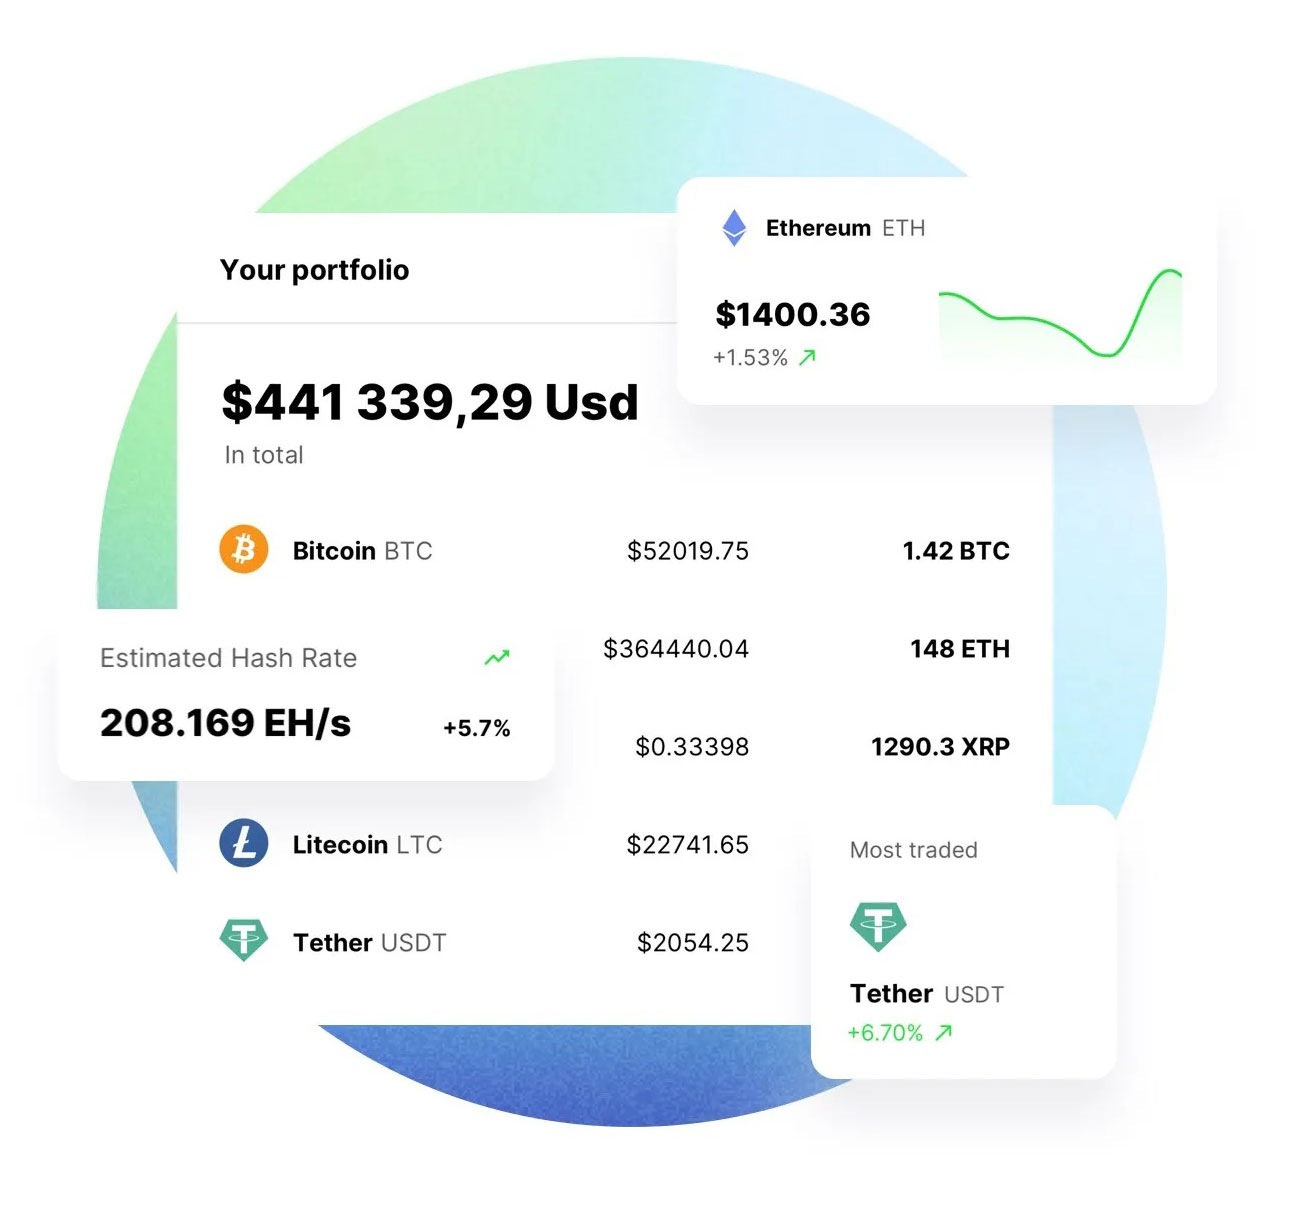 Ethereum ETH
$1400.36
+1.53%
Your portfolio
$441 339,29 Usd
In total
Bitcoin BTC $52019.75 1.42 BTC
$364440.04 148 ETH
$0.33398 1290.3 XRP
Estimated Hash Rate
208.169 EH/s +5.7%
Litecoin LTC $22741.65
Tether USDT $2054.25
Most traded
Tether USDT
+6.70%